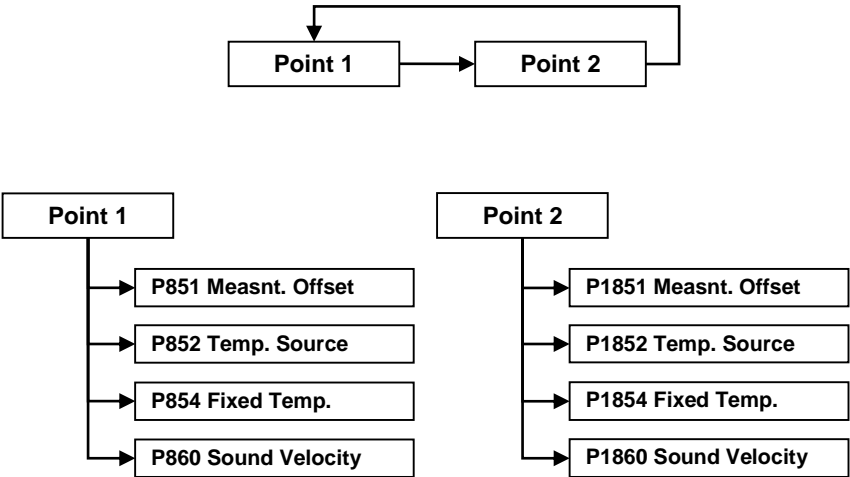 Point 1
Point 2
Point 1
P851 Measnt. Offset
P852 Temp. Source
P854 Fixed Temp.
P860 Sound Velocity
Point 2
P1851 Measnt. Offset
P1852 Temp. Source
P1854 Fixed Temp.
P1860 Sound Velocity